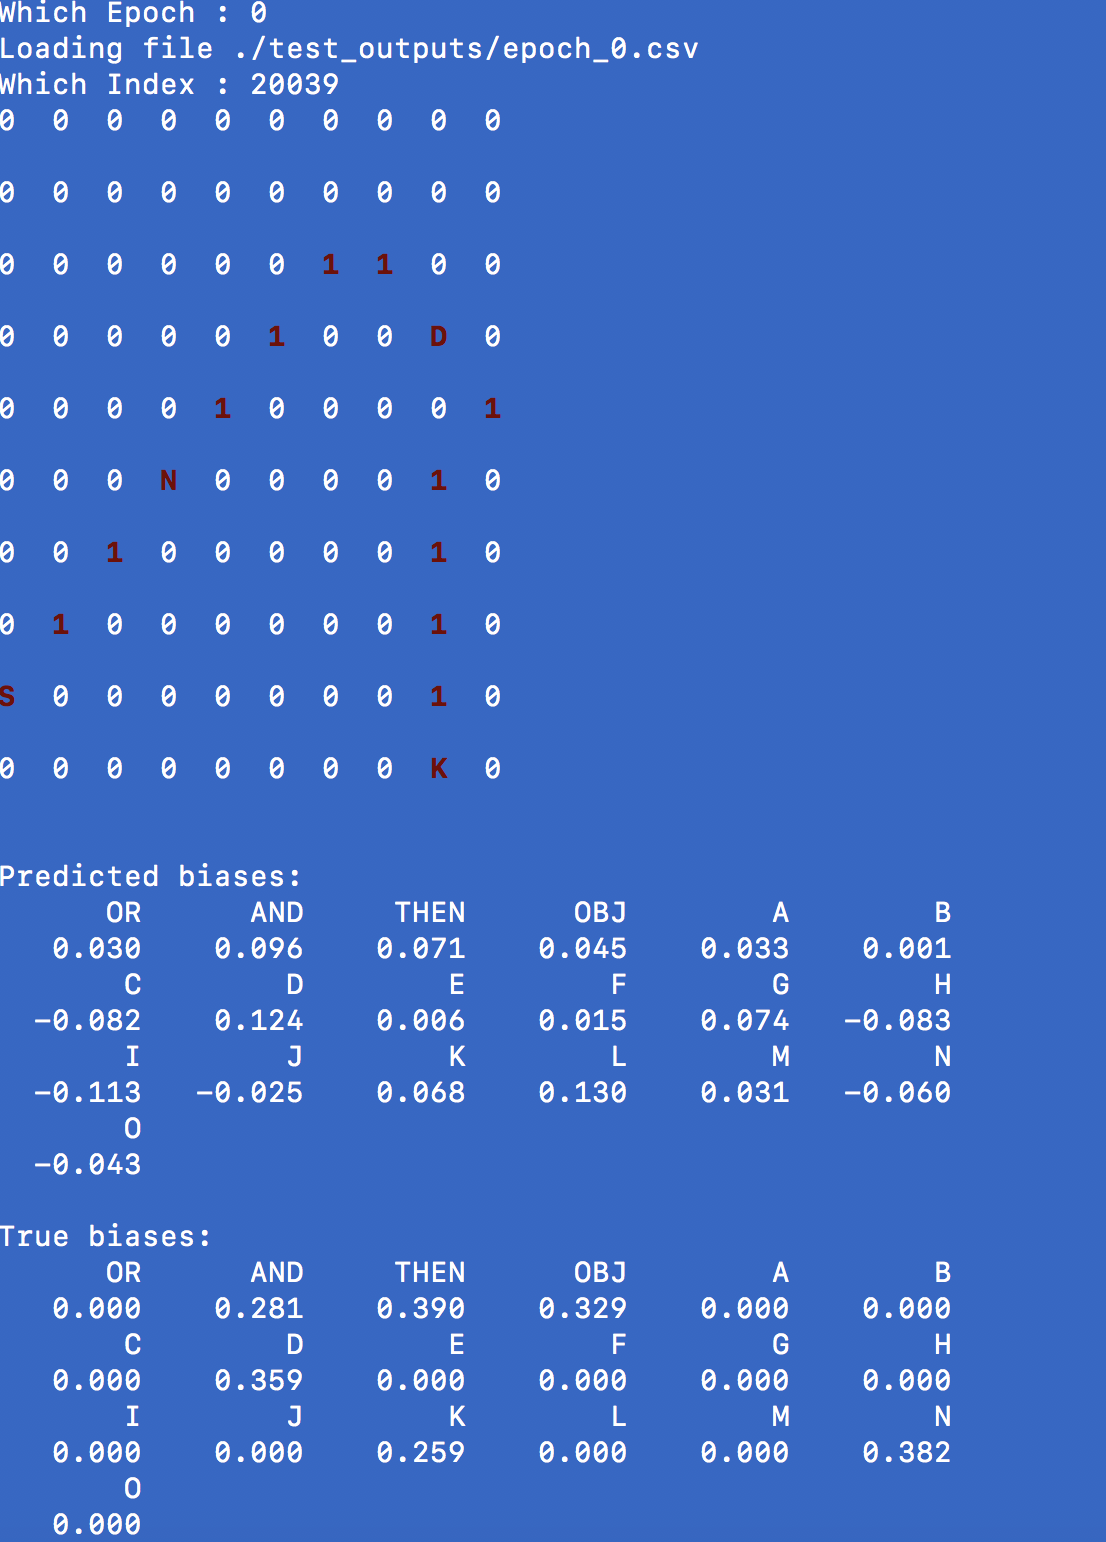 Which Epoch : 0
Loading file ./test_outputs/epoch_0.csv
Which Index : 20039
0 0 0 0 0 0 0 0 0 0
0 0 0 0 0 0 0 0 0 0
0 0 0 0 0 0 1 1 0 0
0 0 0 0 0 1 0 0 D 0
0 0 0 0 1 0 0 0 0 1
0 0 0 N 0 0 0 0 1 0
0 0 1 0 0 0 0 0 1 0
0 1 0 0 0 0 0 0 1 0
S 0 0 0 0 0 0 0 1 0
0 0 0 0 0 0 0 0 K 0
Predicted biases:
OR AND THEN OBJ A B
0.030 0.096 0.071 0.045 0.033 0.001
C D E F G H
-0.082 0.124 0.006 0.015 0.074 -0.083
I J K L M N
-0.113 -0.025 0.068 0.130 0.031 -0.060
O
-0.043
True biases:
OR AND THEN OBJ A B
0.000 0.281 0.390 0.329 0.000 0.000
C D E F G H
0.000 0.359 0.000 0.000 0.000 0.000
I J K L M N
0.000 0.000 0.259 0.000 0.000 0.382
O
0.000